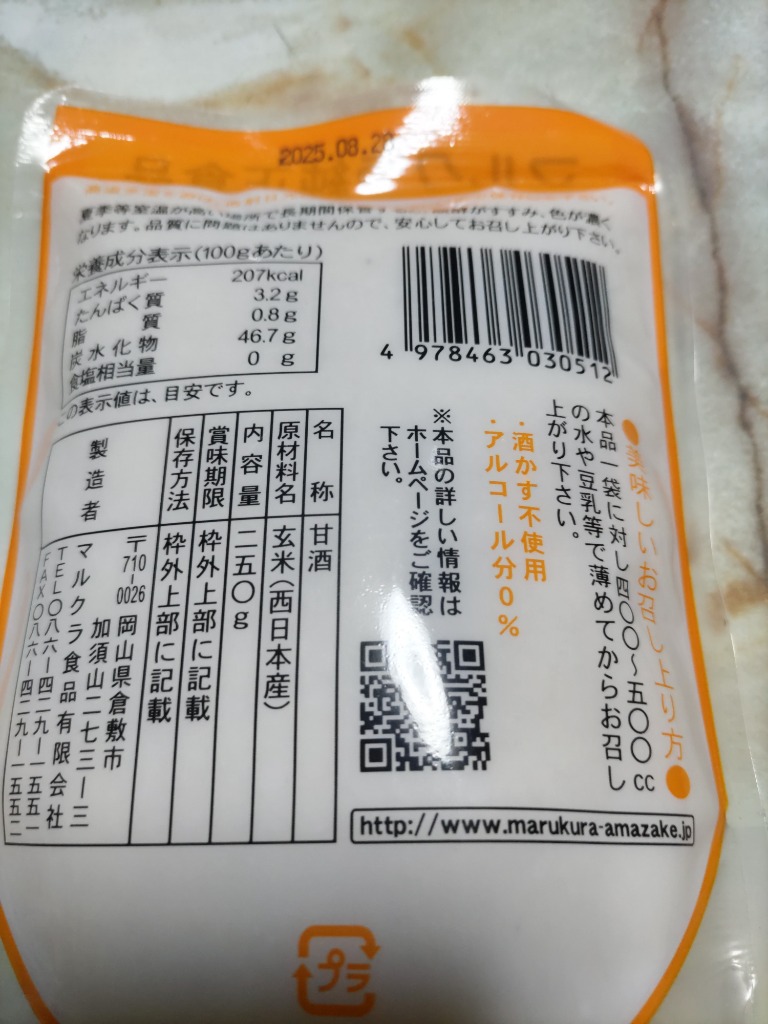 2025.08.20
夏季等室温が高い場所で長期間保管すると、発酵がすすみ、色が濃く
なります。品質に問題はありませんので、安心してお召し上がり下さい。
栄養成分表示(100gあたり)
エネルギー 207kcal
たんぱく質 3.2g
脂質 0.8g
炭水化物 46.7g
食塩相当量 0 g
この表示値は、目安です。
4 978463 030512
●美味しいお召し上り方●
本品一袋に対し四〇〇~五〇〇cc
の水や豆乳等で薄めてからお召し
上がり下さい。
・酒かす不使用
・アルコール分0%
※本品の詳しい情報は
ホームページをご確認
下さい。
名称 甘酒
原材料名 玄米(西日本産)
内容量 二五〇g
賞味期限 枠外上部に記載
保存方法 枠外上部に記載
製造者
〒710-0026 岡山県倉敷市
加須山二七三ー三
マルクラ食品有限会社
TEL〇八六ー四二九ー一五五一
FAX〇八六ー四二九ー一五五二
http://www.marukura-amazake.jp
プラ